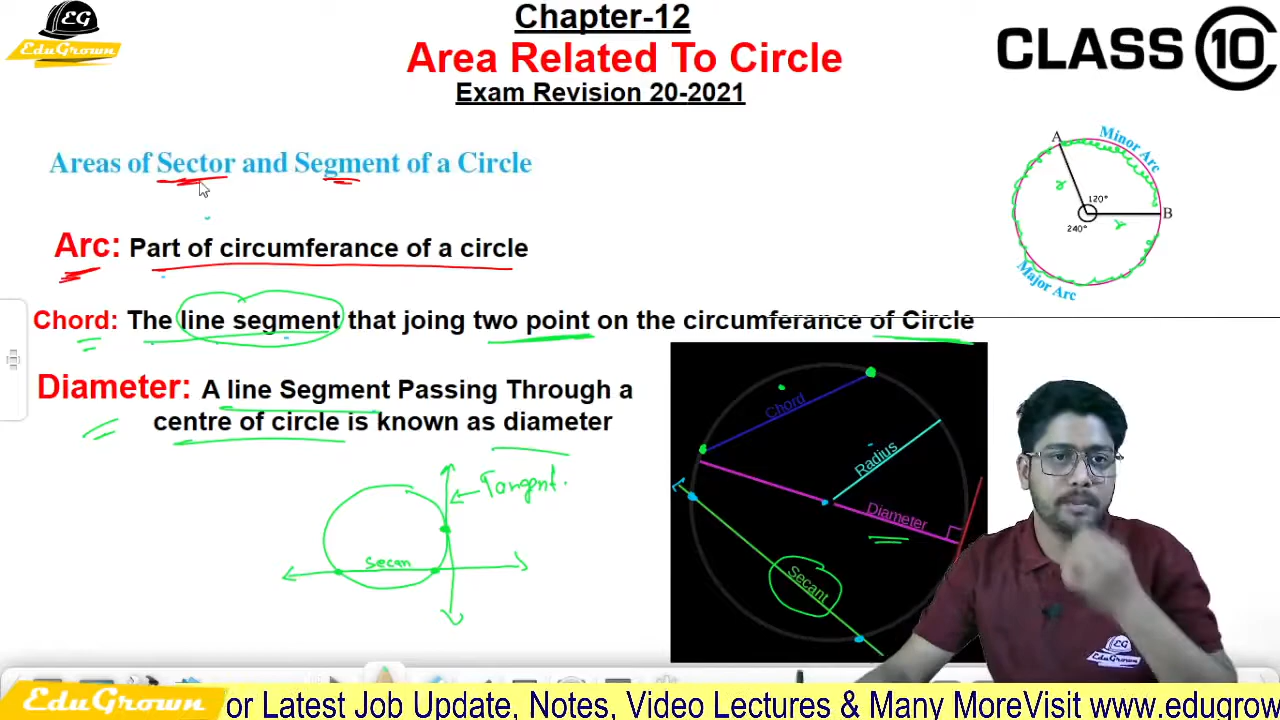 EG
EduGrown
Chapter-12
Area Related To Circle
Exam Revision 20-2021
CLASS 10
Areas of Sector and Segment of a Circle
A
Minor Arc
r
120°
B
r
240°
Major Arc
Arc: Part of circumferance of a circle
Chord: The line segment that joing two point on the circumferance of Circle
Diameter: A line Segment Passing Through a
centre of circle is known as diameter
Tangent.
secan
Chord
Radius
Diameter
Secant
EduGrown
EduGrown
or Latest Job Update, Notes, Video Lectures & Many MoreVisit www.edugrow